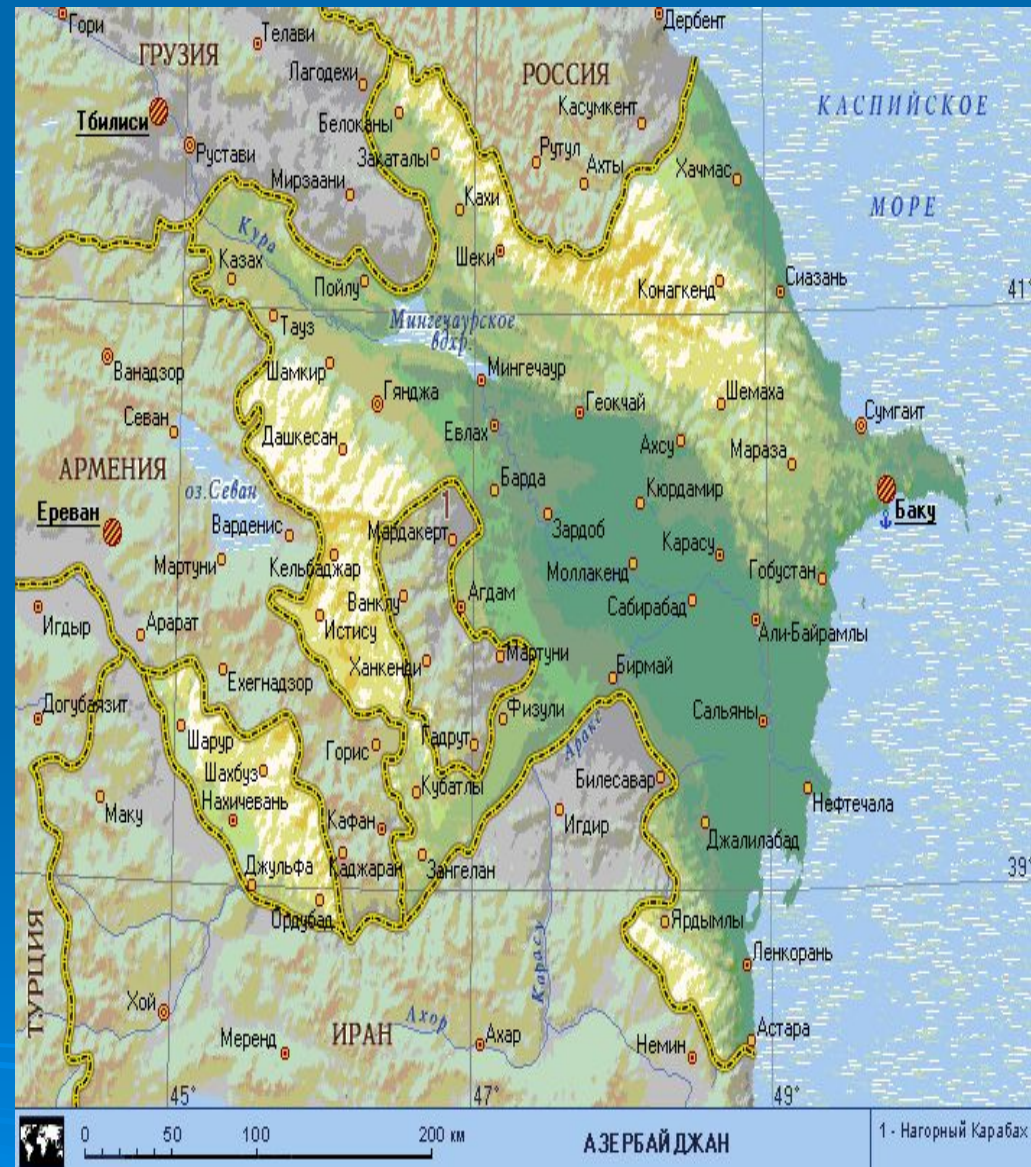 Гори
Телави
Дербент
ГРУЗИЯ
Лагодехи
РОССИЯ
Касумкент
КАСПИЙСКОЕ
Тбилиси
Белоканы
Рустави
Закаталы
Рутул
Ахты
Хачмас
Мирзаани
Кахи
МОРЕ
Кура
Шеки
Казах
Пойлу
Конагкенд
Сиазань
41°
Мингечаурское
вдхр.
Тауз
Ванадзор
Шамкир
Мингечаур
Гянджа
Геокчай
Шемаха
Сумгаит
Севан
Евлах
Дашкесан
Ахсу
Мараза
АРМЕНИЯ
оз.Севан
Барда
Кюрдамир
1
Ереван
Варденис
Мардакерт
Зардоб
Баку
Мартуни
Кельбаджар
Моллакенд
Карасу
Гобустан
Ванклу
Агдам
Сабирабад
Игдыр
Арарат
Истису
Али-Байрамлы
Ехегнадзор
Ханкенди
Мартуни
Бирмай
Догубаязит
Физули
Сальяны
Шарур
Горис
Гадрут
Аракс
Шахбуз
Билесавар
Маку
Нахичевань
Кубатлы
Нефтечала
Кафан
Игдир
Джалилабад
Джульфа
Каджаран
Зангелан
39°
Ордубад
Ярдымлы
ТУРЦИЯ
Карасу
Ленкорань
Хой
Ахор
ИРАН
Меренд
Ахар
Немин
Астара
45°
47°
49°
0 50 100 200 км
АЗЕРБАЙДЖАН
1 - Нагорный Карабах